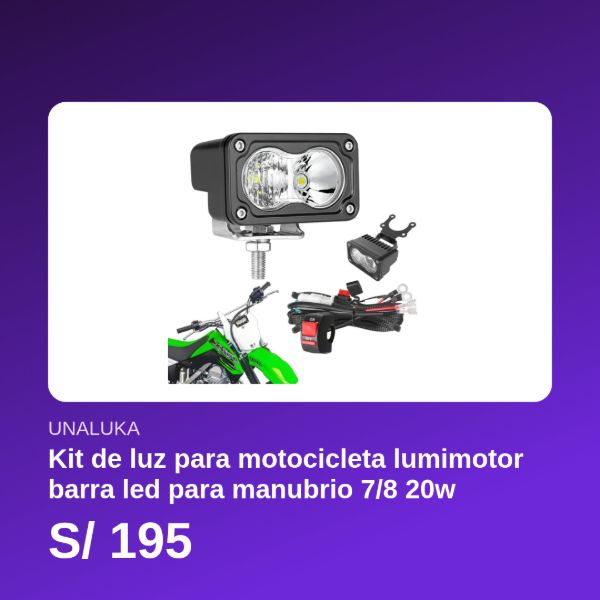 UNALUKA
Kit de luz para motocicleta lumimotor
barra led para manubrio 7/8 20w
S/ 195